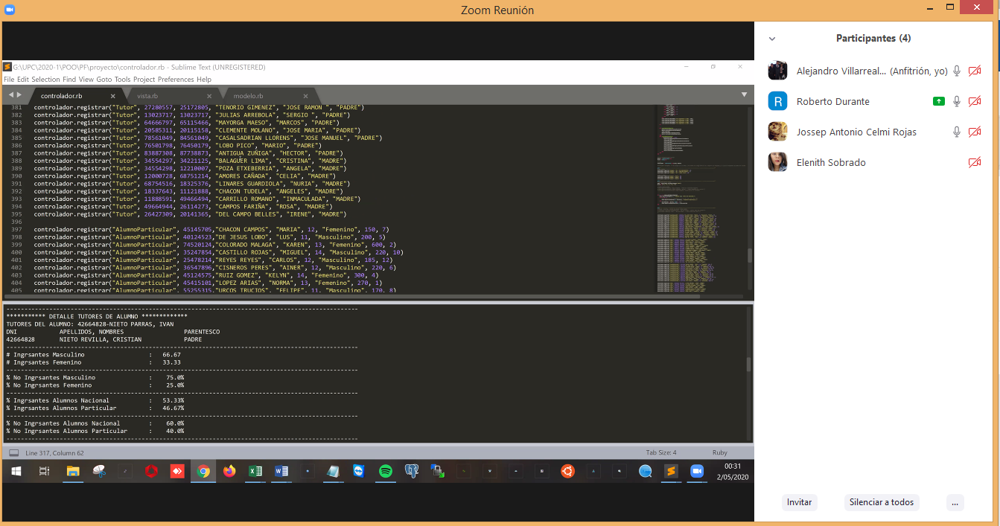 Zoom Reunión
G:\UPC\2020-1\POO\PF\proyecto\controlador.rb - Sublime Text (UNREGISTERED)
File Edit Selection Find View Goto Tools Project Preferences Help
controlador.rb vista.rb modelo.rb
381 controlador.registrar("Tutor", 27280557, 25172805, "TENORIO GIMENEZ", "JOSE RAMON ", "PADRE")
382 controlador.registrar("Tutor", 13023717, 13023717, "JULIAS ARREBOLA", "SERGIO ", "PADRE")
383 controlador.registrar("Tutor", 64666797, 65115466, "MAYORGA MAESO", "MARCOS", "PADRE")
384 controlador.registrar("Tutor", 20585311, 20115158, "CLEMENTE MOLANO", "JOSE MARIA", "PADRE")
385 controlador.registrar("Tutor", 78561049, 84561049, "CASALSADRIAN LLORENS", "JOSE MANUEL", "PADRE")
386 controlador.registrar("Tutor", 76501798, 76450179, "LOBO PICO", "MARIO", "PADRE")
387 controlador.registrar("Tutor", 83887308, 87738873, "ANTIGUA ZUÑIGA", "HECTOR", "PADRE")
388 controlador.registrar("Tutor", 34554297, 34221125, "BALAGUER LIMA", "CRISTINA", "MADRE")
389 controlador.registrar("Tutor", 34554298, 12210007, "POZA ETXEBERRIA", "ANGELA", "MADRE")
390 controlador.registrar("Tutor", 12000728, 68751214, "AMORES CAÑADA", "CELIA", "MADRE")
391 controlador.registrar("Tutor", 68754516, 18325376, "LINARES GUARDIOLA", "NURIA", "MADRE")
392 controlador.registrar("Tutor", 18337643, 11121888, "CHACON TUDELA", "ANGELES", "MADRE")
393 controlador.registrar("Tutor", 11888591, 49466494, "CARRILLO ROMANO", "INMACULADA", "MADRE")
394 controlador.registrar("Tutor", 49664944, 26114273, "CAMPOS FARIÑA", "ROSA", "MADRE")
395 controlador.registrar("Tutor", 26427309, 20141365, "DEL CAMPO BELLES", "IRENE", "MADRE")
396
397 controlador.registrar("AlumnoParticular", 45145705,"CHACON CAMPOS", "MARIA", 12, "Femenino", 150, 7)
398 controlador.registrar("AlumnoParticular", 40124523,"DE JESUS LOBO", "LUS", 11, "Masculino", 200, 5)
399 controlador.registrar("AlumnoParticular", 74520124,"COLORADO MALAGA", "KAREN", 13, "Femenino", 600, 2)
400 controlador.registrar("AlumnoParticular", 35247854,"CASTILLO ROJAS", "MIGUEL", 14, "Masculino", 220, 10)
401 controlador.registrar("AlumnoParticular", 25478214,"REYES REYES", "CARLOS", 12, "Masculino", 185, 12)
402 controlador.registrar("AlumnoParticular", 36547896,"CISNEROS PERES", "AINER", 12, "Masculino", 220, 6)
403 controlador.registrar("AlumnoParticular", 45124575,"RUIZ GOMEZ", "KELYN", 14, "Femenino", 300, 4)
404 controlador.registrar("AlumnoParticular", 45415101,"LOPEZ ARIAS", "NORMA", 13, "Femenino", 270, 1)
405 controlador.registrar("AlumnoParticular", 55255315,"URCOS TRUCIOS", "FELIPE", 11, "Masculino", 170, 8)
-----------------------------------------------------------------------------------------------
*********** DETALLE TUTORES DE ALUMNO *************
TUTORES DEL ALUMNO: 42664828-NIETO PARRAS, IVAN
DNI APELLIDOS, NOMBRES PARENTESCO
42664828 NIETO REVILLA, CRISTIAN PADRE
-----------------------------------------------------------------------------------------------
# Ingrsantes Masculino : 66.67
# Ingrsantes Femenino : 33.33
-----------------------------------------------------------------------------------------------
% No Ingrsantes Masculino : 75.0%
% No Ingrsantes Femenino : 25.0%
-----------------------------------------------------------------------------------------------
% Ingrsantes Alumnos Nacional : 53.33%
% Ingrsantes Alumnos Particular : 46.67%
-----------------------------------------------------------------------------------------------
% No Ingrsantes Alumnos Nacional : 60.0%
% No Ingrsantes Alumnos Particular : 40.0%
-----------------------------------------------------------------------------------------------
Line 317, Column 62 Tab Size: 4 Ruby
00:31
2/05/2020
Participantes (4)
Alejandro Villarreal... (Anfitrión, yo)
R Roberto Durante
Jossep Antonio Celmi Rojas
Elenith Sobrado
Invitar Silenciar a todos ...